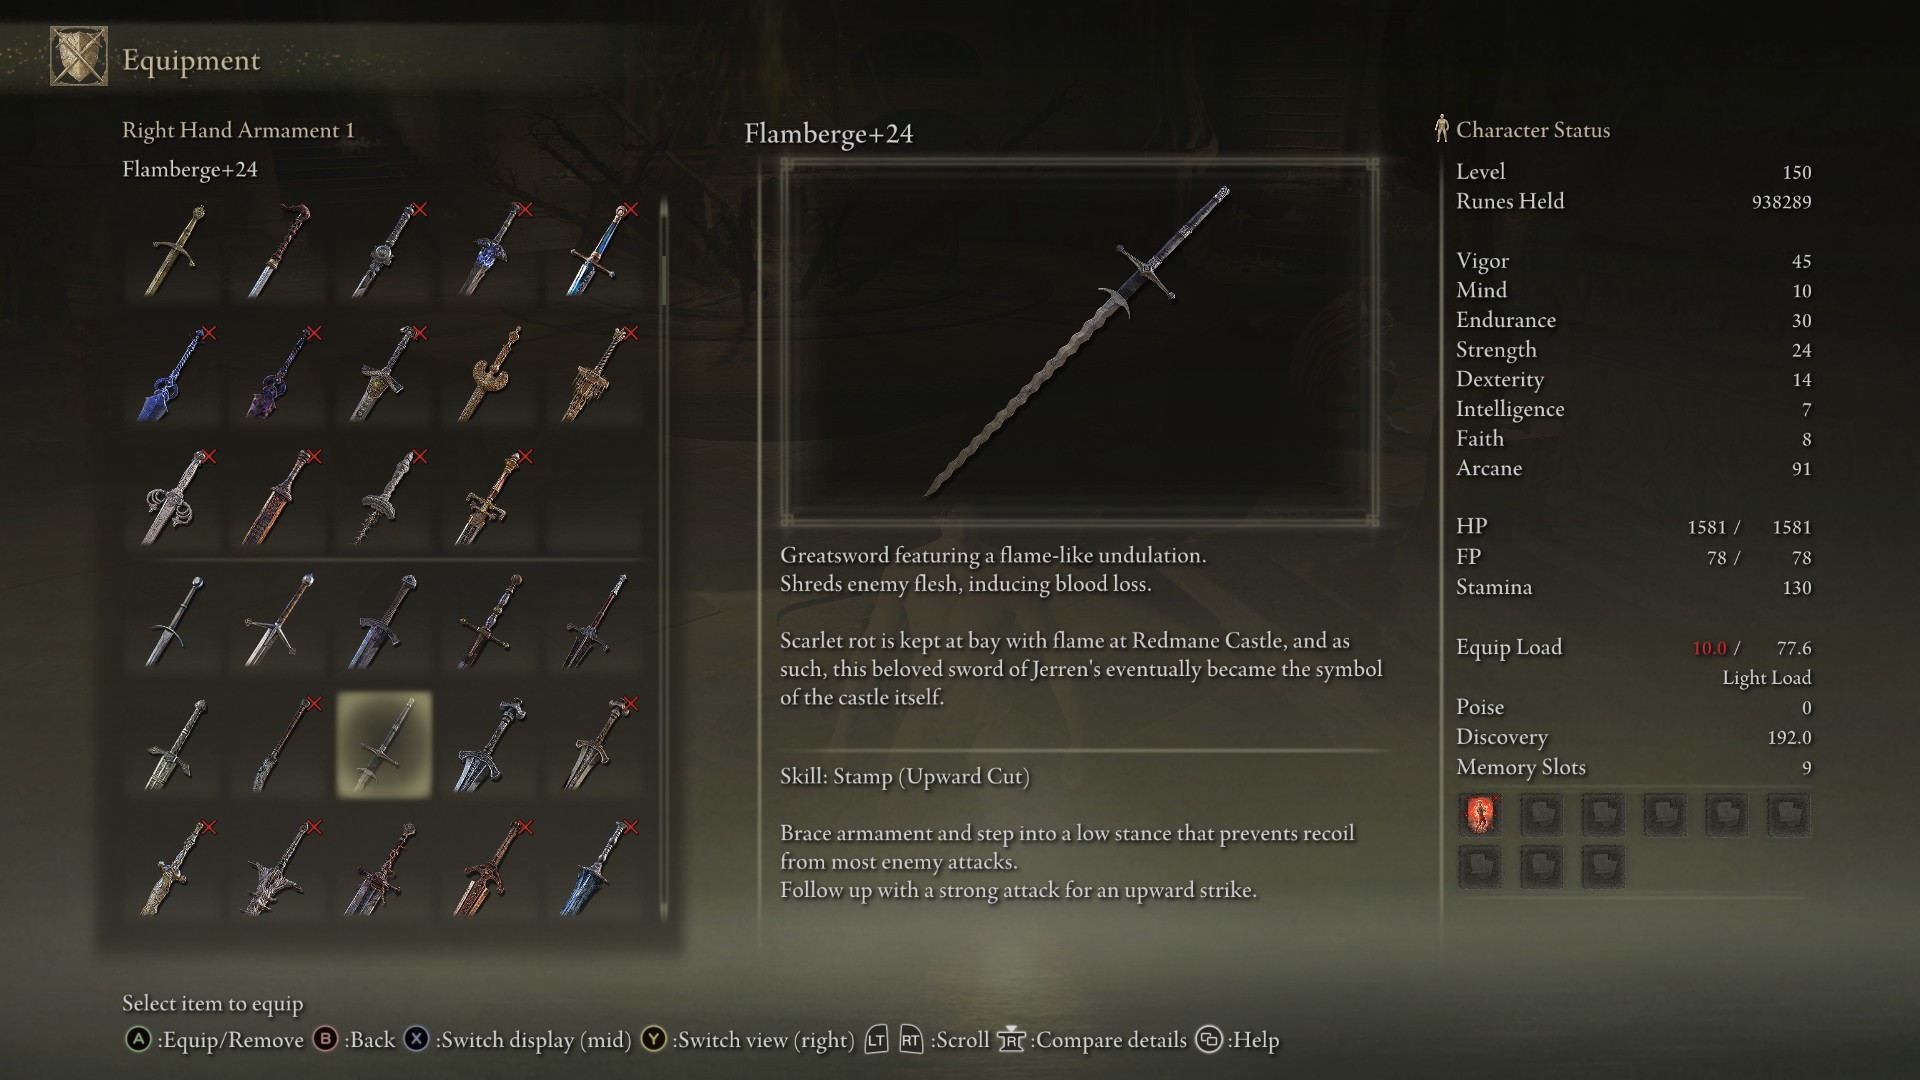 Equipment
Right Hand Armament 1
Flamberge+24
Flamberge+24
Greatsword featuring a flame-like undulation.
Shreds enemy flesh, inducing blood loss.
Scarlet rot is kept at bay with flame at Redmane Castle, and as
such, this beloved sword of Jerren's eventually became the symbol
of the castle itself.
Skill: Stamp (Upward Cut)
Brace armament and step into a low stance that prevents recoil
from most enemy attacks.
Follow up with a strong attack for an upward strike.
Character Status
Level 150
Runes Held 938289
Vigor 45
Mind 10
Endurance 30
Strength 24
Dexterity 14
Intelligence 7
Faith 8
Arcane 91
HP 1581 / 1581
FP 78 / 78
Stamina 130
Equip Load 10.0 / 77.6
Light Load
Poise 0
Discovery 192.0
Memory Slots 9
Select item to equip
A :Equip/Remove B :Back X :Switch display (mid) Y :Switch view (right) LT RT :Scroll R :Compare details :Help